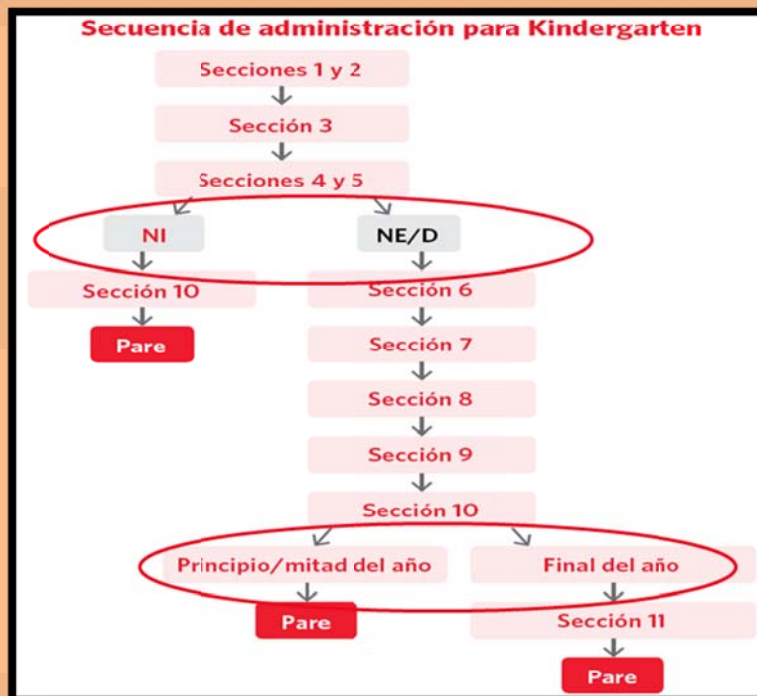 Secuencia de administración para Kindergarten
Secciones 1 y 2
Sección 3
Secciones 4 y 5
NI
NE/D
Sección 10
Sección 6
Pare
Sección 7
Sección 8
Sección 9
Sección 10
Principio/mitad del año
Final del año
Pare
Sección 11
Pare